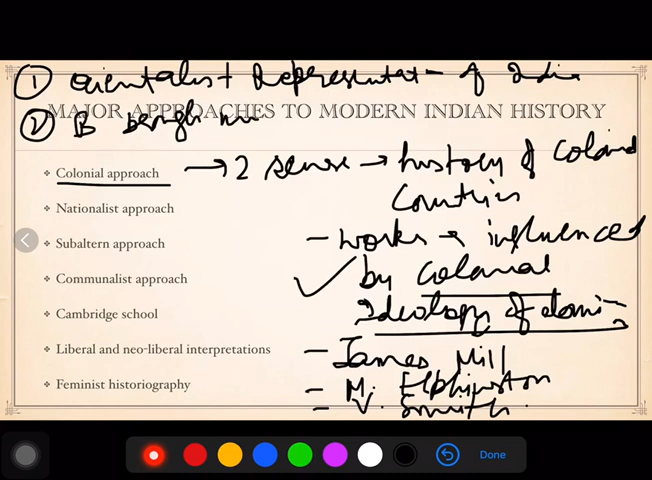 ① orientalist Representat- of India
MAJOR APPROACHES TO MODERN INDIAN HISTORY
② B
❖ Colonial approach → 2 sense → history of Colonial
Countries
❖ Nationalist approach
- works → influenced
❖ Subaltern approach
by colonial
❖ Communalist approach
Ideology of domi-
❖ Cambridge school
❖ Liberal and neo-liberal interpretations
- James Mill
❖ Feminist historiography
- M. Elphinston
- V. Smith
Done